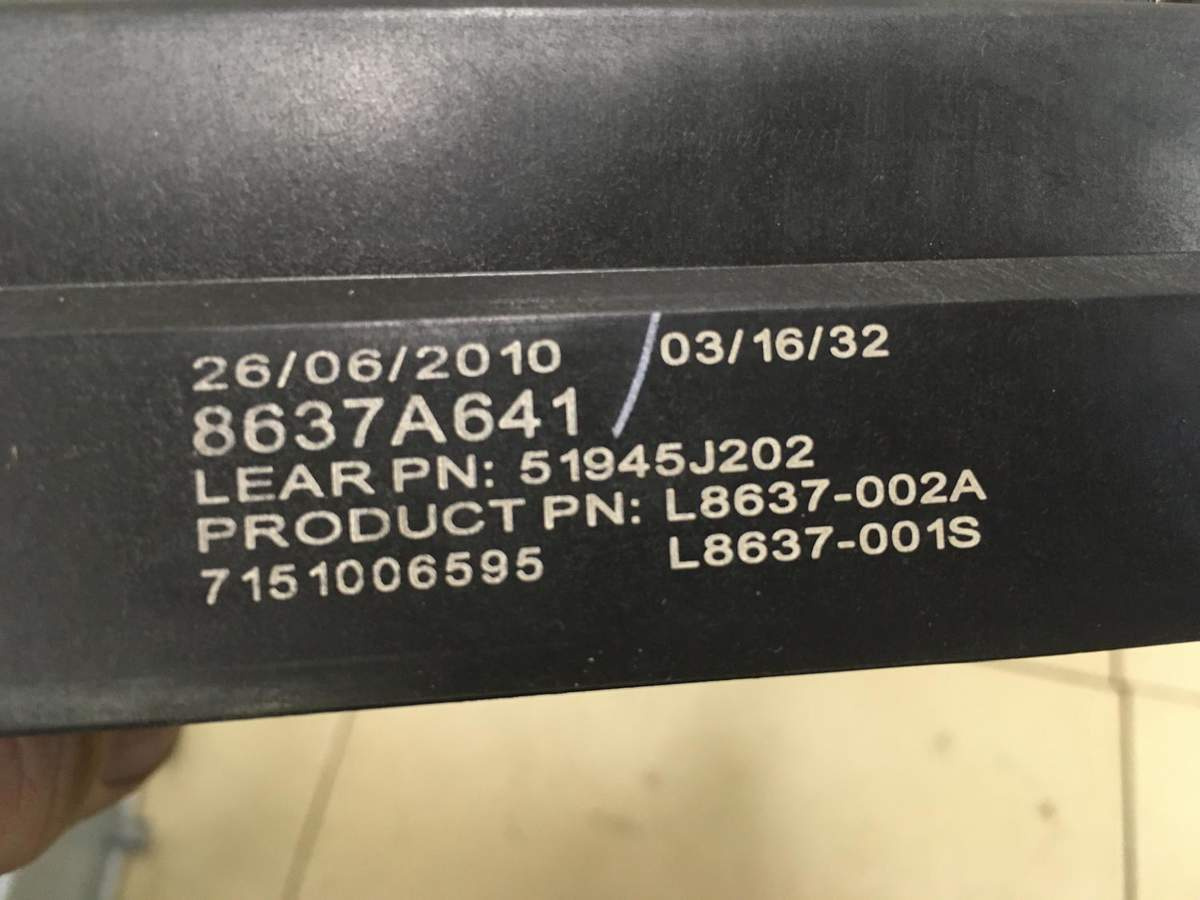 26/06/2010 03/16/32
8637A641
LEAR PN: 51945J202
PRODUCT PN: L8637-002A
7151006595 L8637-001S